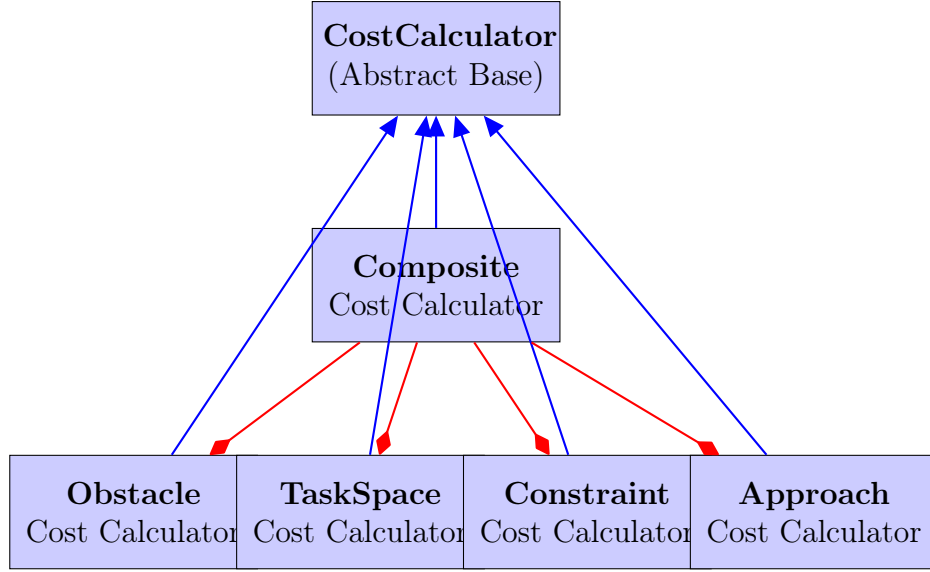 CostCalculator
(Abstract Base)
Composite
Cost Calculator
Obstacle
Cost Calculator
TaskSpace
Cost Calculator
Constraint
Cost Calculator
Approach
Cost Calculator